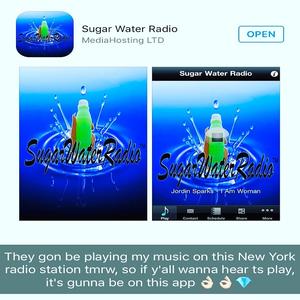 Sugar Water Radio
MediaHosting LTD
OPEN
Sugar Water Radio
SugarWaterRadio
SugarWaterRadio
Jordin Sparks - I Am Woman
Play Contact Schedule Share More
They gon be playing my music on this New York
radio station tmrw, so if y'all wanna hear ts play,
it's gunna be on this app 👌🏻👌🏻💎